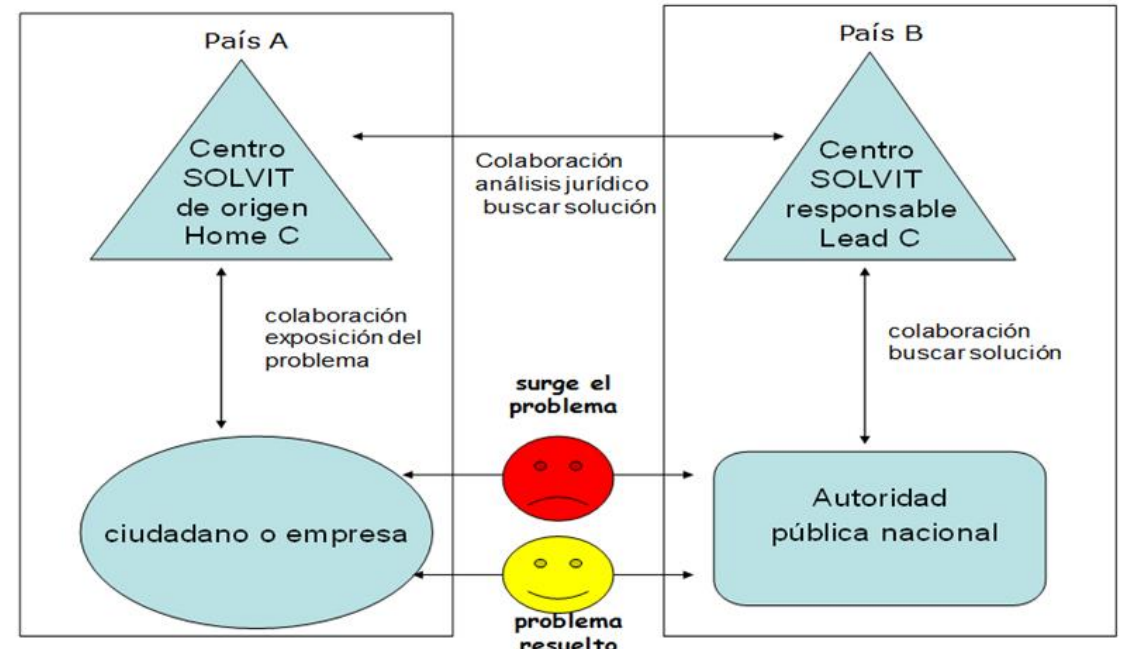 País A
País B
Centro
SOLVIT
de origen
Home C
Colaboración
análisis jurídico
buscar solución
Centro
SOLVIT
responsable
Lead C
colaboración
exposición del
problema
colaboración
buscar solución
surge el
problema
ciudadano o empresa
Autoridad
pública nacional
problema
resuelto